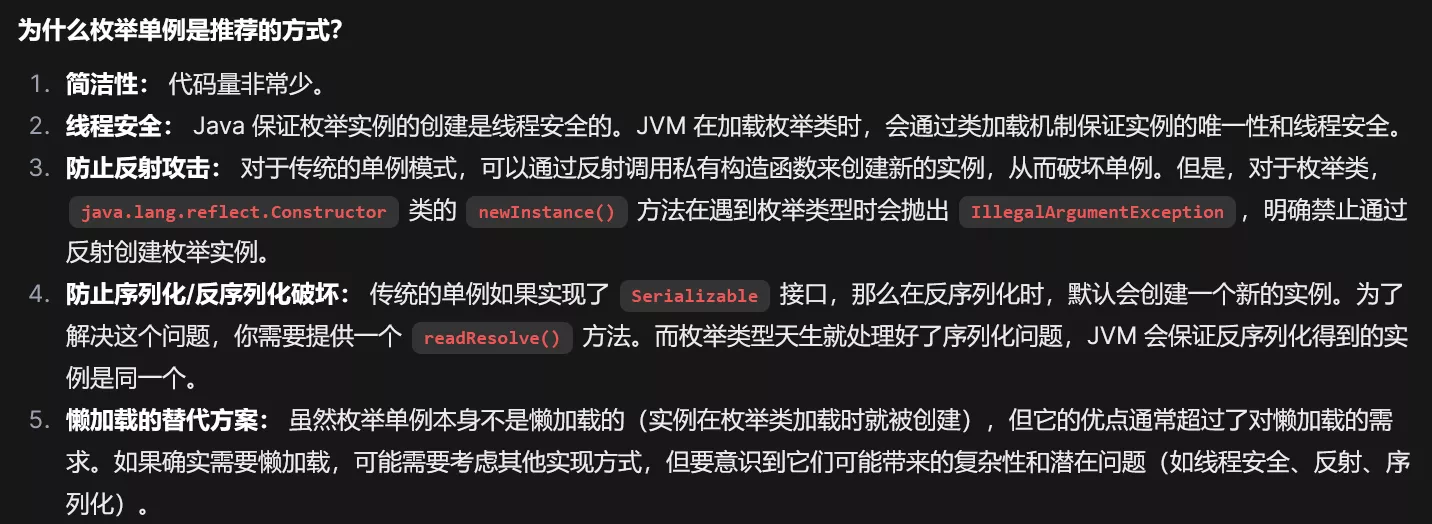 为什么枚举单例是推荐的方式？
1. 简洁性： 代码量非常少。
2. 线程安全： Java 保证枚举实例的创建是线程安全的。JVM 在加载枚举类时，会通过类加载机制保证实例的唯一性和线程安全。
3. 防止反射攻击： 对于传统的单例模式，可以通过反射调用私有构造函数来创建新的实例，从而破坏单例。但是，对于枚举类，
java.lang.reflect.Constructor 类的 newInstance() 方法在遇到枚举类型时会抛出 IllegalArgumentException ，明确禁止通过
反射创建枚举实例。
4. 防止序列化/反序列化破坏： 传统的单例如果实现了 Serializable 接口，那么在反序列化时，默认会创建一个新的实例。为了
解决这个问题，你需要提供一个 readResolve() 方法。而枚举类型天生就处理好了序列化问题，JVM 会保证反序列化得到的实
例是同一个。
5. 懒加载的替代方案： 虽然枚举单例本身不是懒加载的（实例在枚举类加载时就被创建），但它的优点通常超过了对懒加载的需
求。如果确实需要懒加载，可能需要考虑其他实现方式，但要意识到它们可能带来的复杂性和潜在问题（如线程安全、反射、序
列化）。